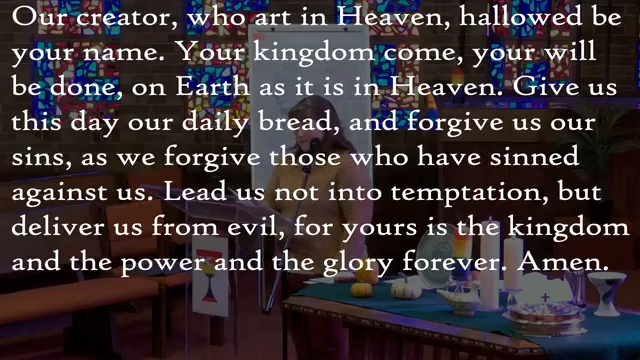 Our creator, who art in Heaven, hallowed be
your name. Your kingdom come, your will
be done, on Earth as it is in Heaven. Give us
this day our daily bread, and forgive us our
sins, as we forgive those who have sinned
against us. Lead us not into temptation, but
deliver us from evil, for yours is the kingdom
and the power and the glory forever. Amen.